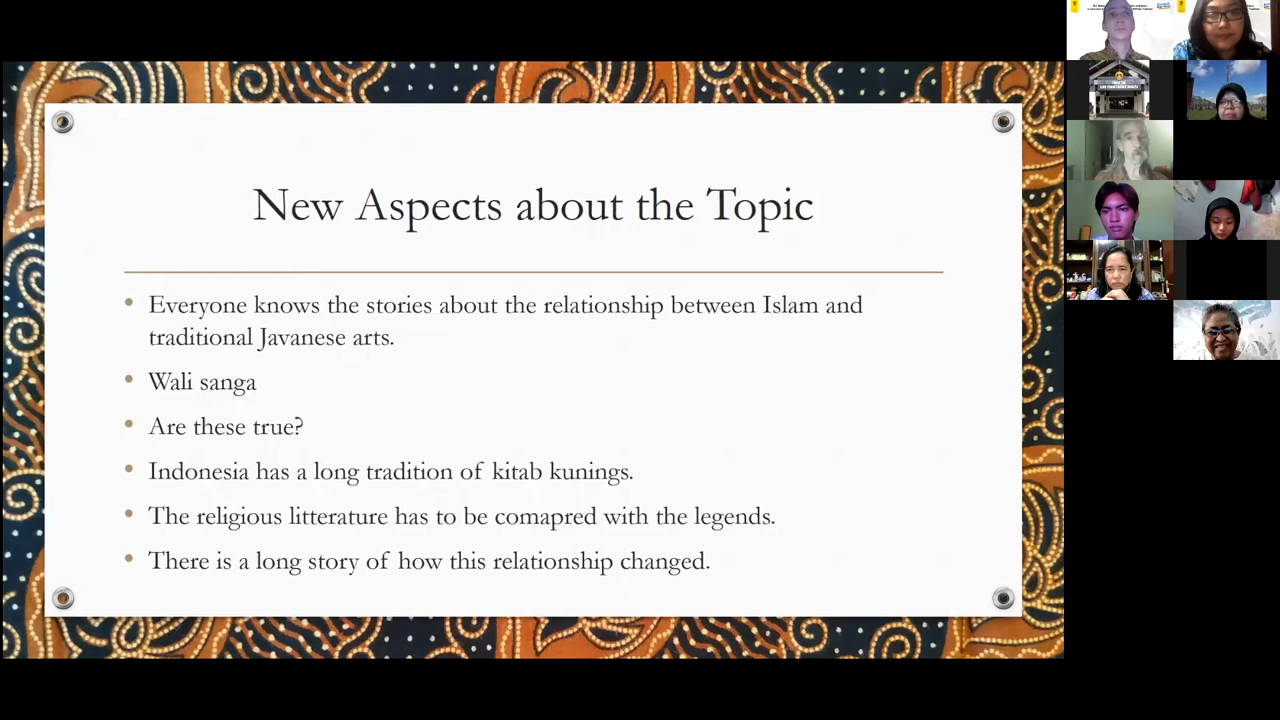 New Aspects about the Topic
• Everyone knows the stories about the relationship between Islam and
traditional Javanese arts.
• Wali sanga
• Are these true?
• Indonesia has a long tradition of kitab kunings.
• The religious litterature has to be comapred with the legends.
• There is a long story of how this relationship changed.